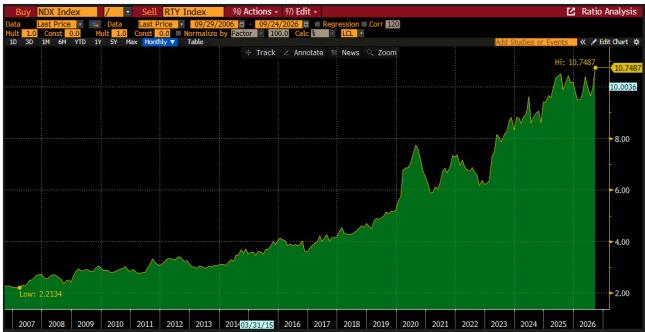 Buy NDX Index / Sell RTY Index 96) Actions 97) Edit Ratio Analysis
Data Last Price Data Last Price 09/29/2006 - 09/24/2026 Regression Corr 120
Mult 1.0 Const 0.0 Mult 1.0 Const 0.0 Normalize by Factor 100.0 Calc LCL
1D 3D 1M 6M YTD 1Y 5Y Max Monthly ▼ Table Add Studies or Events « Edit Chart
Track Annotate News Zoom
Hi: 10.7487
10.7487
10.0036
8.00
6.00
4.00
Low: 2.2134
2.00
2007 2008 2009 2010 2011 2012 2013 2014 03/31/15 2016 2017 2018 2019 2020 2021 2022 2023 2024 2025 2026